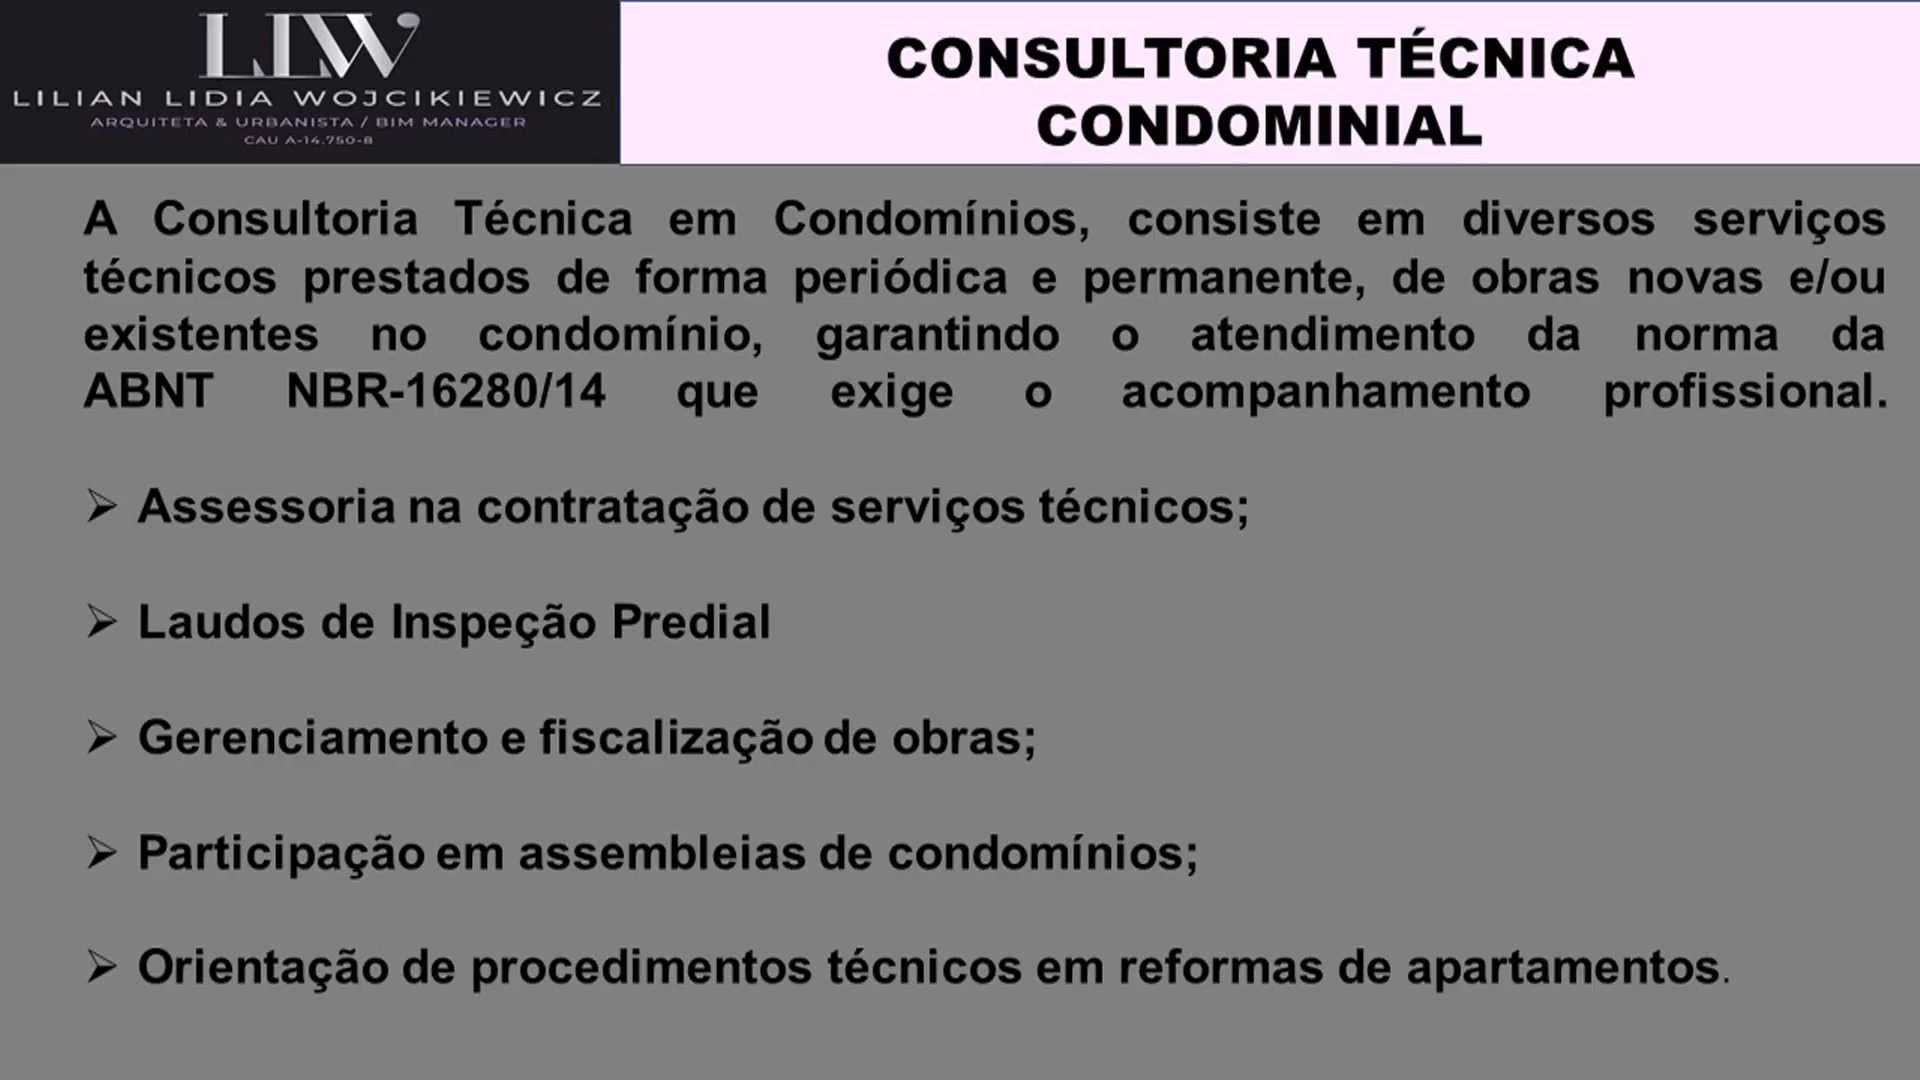 LLW
LILIAN LIDIA WOJCIKIEWICZ
ARQUITETA & URBANISTA / BIM MANAGER
CAU A-14.750-8
CONSULTORIA TÉCNICA
CONDOMINIAL
A Consultoria Técnica em Condomínios, consiste em diversos serviços
técnicos prestados de forma periódica e permanente, de obras novas e/ou
existentes no condomínio, garantindo o atendimento da norma da
ABNT NBR-16280/14 que exige o acompanhamento profissional.
➢ Assessoria na contratação de serviços técnicos;
➢ Laudos de Inspeção Predial
➢ Gerenciamento e fiscalização de obras;
➢ Participação em assembleias de condomínios;
➢ Orientação de procedimentos técnicos em reformas de apartamentos.